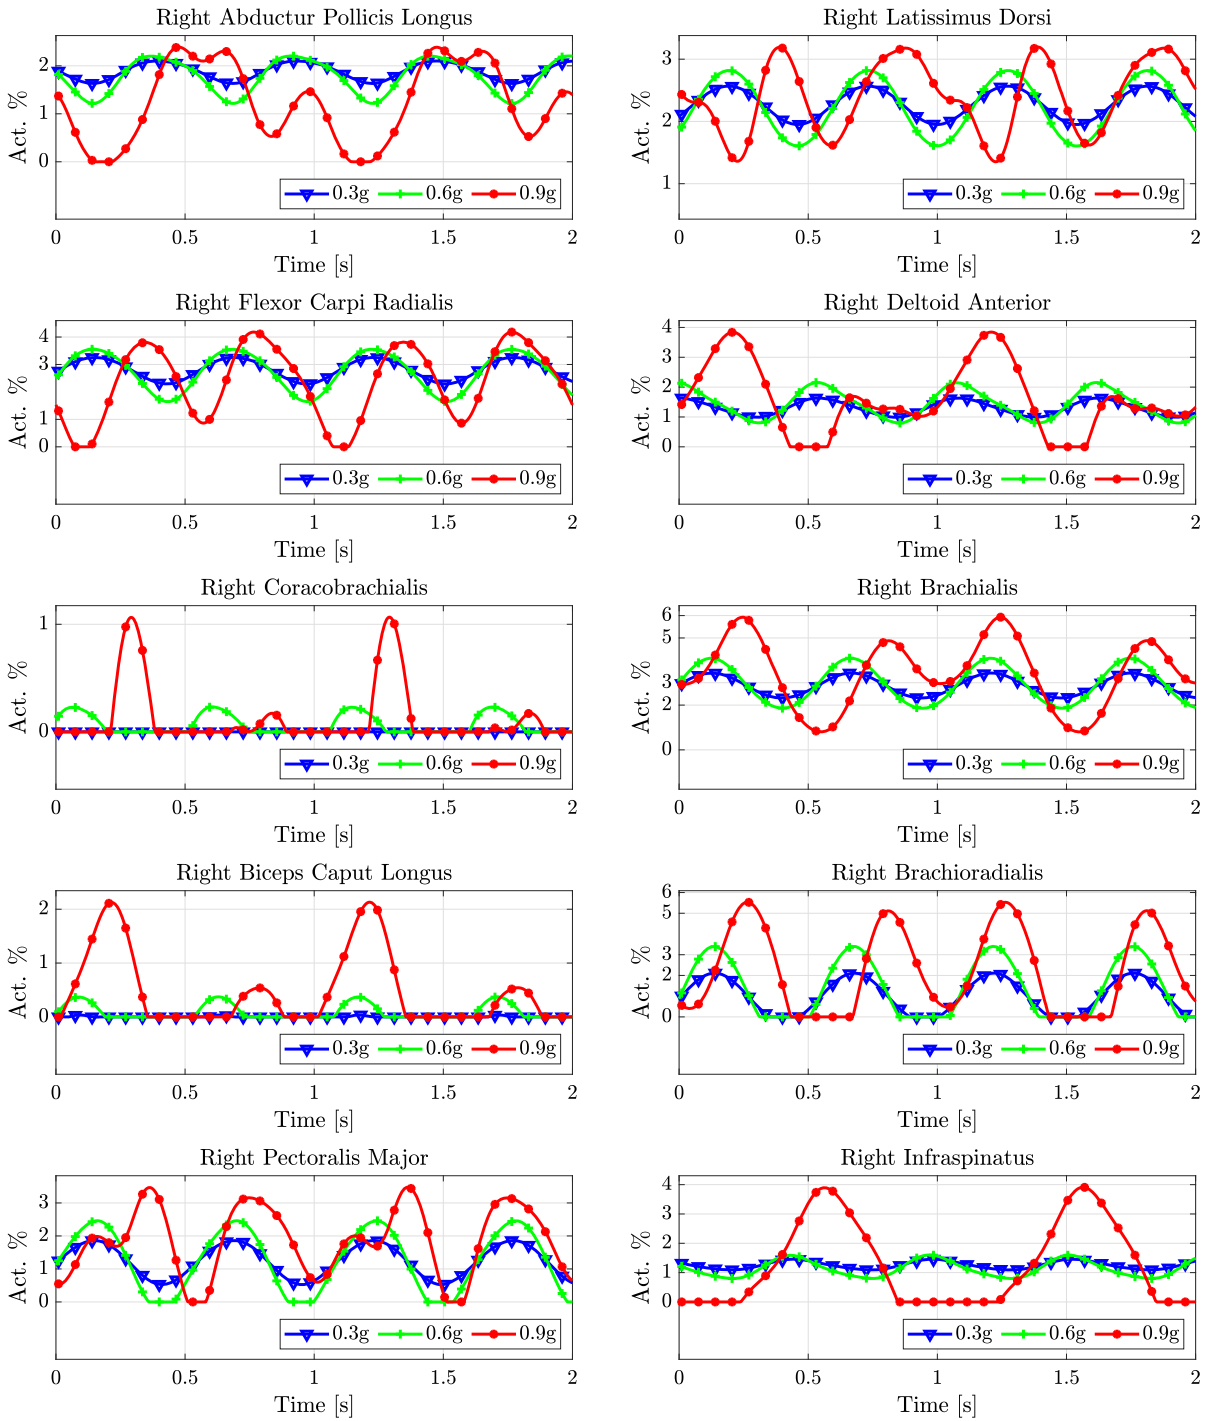 Right Abductur Pollicis Longus
Act. %
2
1
0
0.3g 0.6g 0.9g
0 0.5 1 1.5 2
Time [s]
Right Latissimus Dorsi
Act. %
3
2
1
0.3g 0.6g 0.9g
0 0.5 1 1.5 2
Time [s]
Right Flexor Carpi Radialis
Act. %
4
3
1
0
0.3g 0.6g 0.9g
0 0.5 1 1.5 2
Time [s]
Right Deltoid Anterior
Act. %
4
3
2
1
0
0.3g 0.6g 0.9g
0 0.5 1 1.5 2
Time [s]
Right Coracobrachialis
Act. %
1
0
0.3g 0.6g 0.9g
0 0.5 1 1.5 2
Time [s]
Right Brachialis
Act. %
6
5
3
2
0
0.3g 0.6g 0.9g
0 0.5 1 1.5 2
Time [s]
Right Biceps Caput Longus
Act. %
2
1
0
0.3g 0.6g 0.9g
0 0.5 1 1.5 2
Time [s]
Right Brachioradialis
Act. %
6
5
3
2
0
0.3g 0.6g 0.9g
0 0.5 1 1.5 2
Time [s]
Right Pectoralis Major
Act. %
3
2
1
0
0.3g 0.6g 0.9g
0 0.5 1 1.5 2
Time [s]
Right Infraspinatus
Act. %
4
3
2
1
0
0.3g 0.6g 0.9g
0 0.5 1 1.5 2
Time [s]